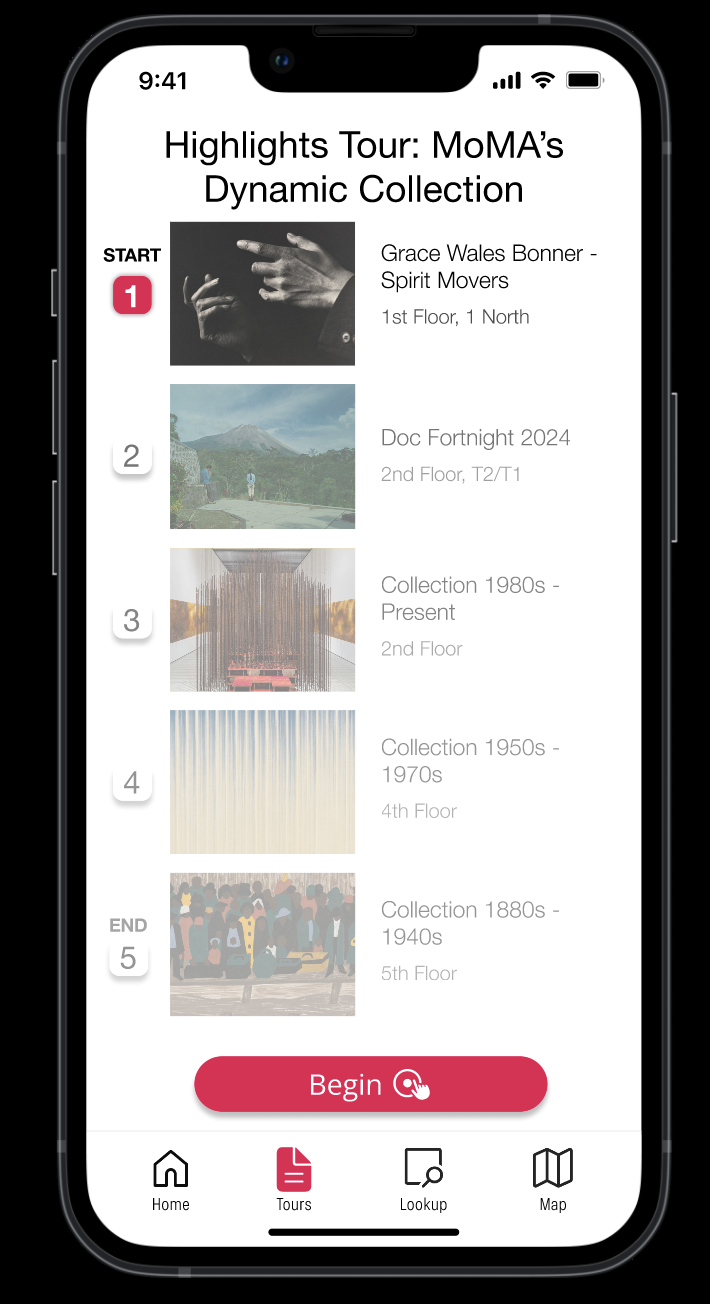 9:41
Highlights Tour: MoMA’s
Dynamic Collection
START
1
Grace Wales Bonner -
Spirit Movers
1st Floor, 1 North
2
Doc Fortnight 2024
2nd Floor, T2/T1
3
Collection 1980s -
Present
2nd Floor
4
Collection 1950s -
1970s
4th Floor
END
5
Collection 1880s -
1940s
5th Floor
Begin
Home
Tours
Lookup
Map